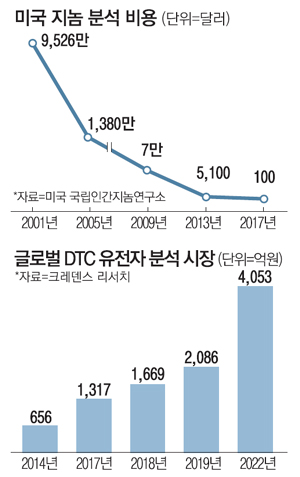 미국 지놈 분석 비용 (단위=달러)
9,526만
1,380만
7만
5,100
100
*자료=미국 국립인간지놈연구소
2001년 2005년 2009년 2013년 2017년
글로벌 DTC 유전자 분석 시장 (단위=억원)
*자료=크레덴스 리서치
4,053
2,086
1,669
1,317
656
2014년 2017년 2018년 2019년 2022년